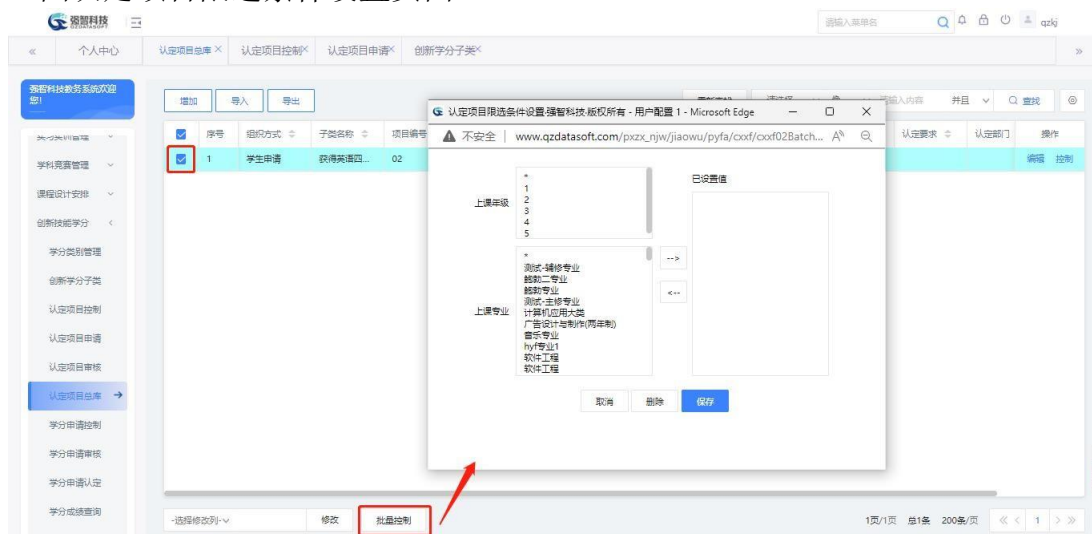 强智科技
QZDATASOFT
请输入菜单名
qzkj
«
个人中心
认定项目总库 ×
认定项目控制×
认定项目申请×
创新学分子类×
»
强智科技教务系统欢迎您!
学科竞赛管理
课程设计安排
创新技能学分
学分类别管理
创新学分子类
认定项目控制
认定项目申请
认定项目审核
认定项目总库
学分申请控制
学分申请审核
学分申请认定
学分成绩查询
增加
导入
导出
输入内容
并且
查找
序号
组织方式
子类名称
项目编号
认定要求
认定部门
操作
1
学生申请
获得英语四...
02
编辑
控制
认定项目限选条件设置-强智科技-版权所有 - 用户配置 1 - Microsoft Edge
不安全
www.qzdatasoft.com/pxzx_njw/jiaowu/pyfa/cxxf/cxxf02Batch...
上课年级
*
1
2
3
4
5
已设置值
上课专业
*
测试-辅修专业
鲍勃二专业
鲍勃专业
测试-主修专业
计算机应用大类
广告设计与制作(两年制)
音乐专业
hyf专业1
软件工程
软件工程
-->
<--
取消
删除
保存
-选择修改列-
修改
批量控制
1页/1页
总1条
200条/页
1